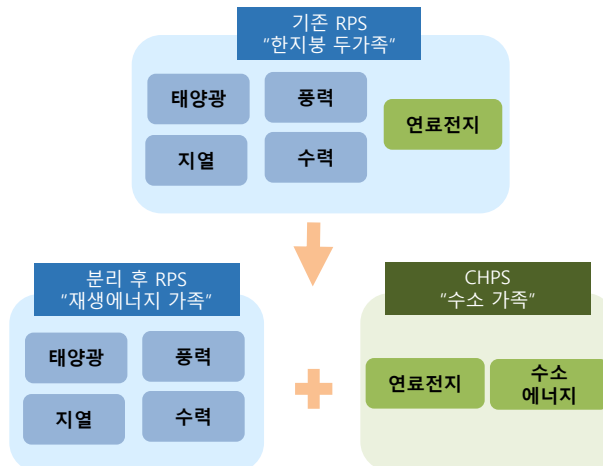 기존 RPS
“한지붕 두가족”
태양광
풍력
연료전지
지열
수력
분리 후 RPS
“재생에너지 가족”
태양광
풍력
지열
수력
CHPS
“수소 가족”
연료전지
수소
에너지